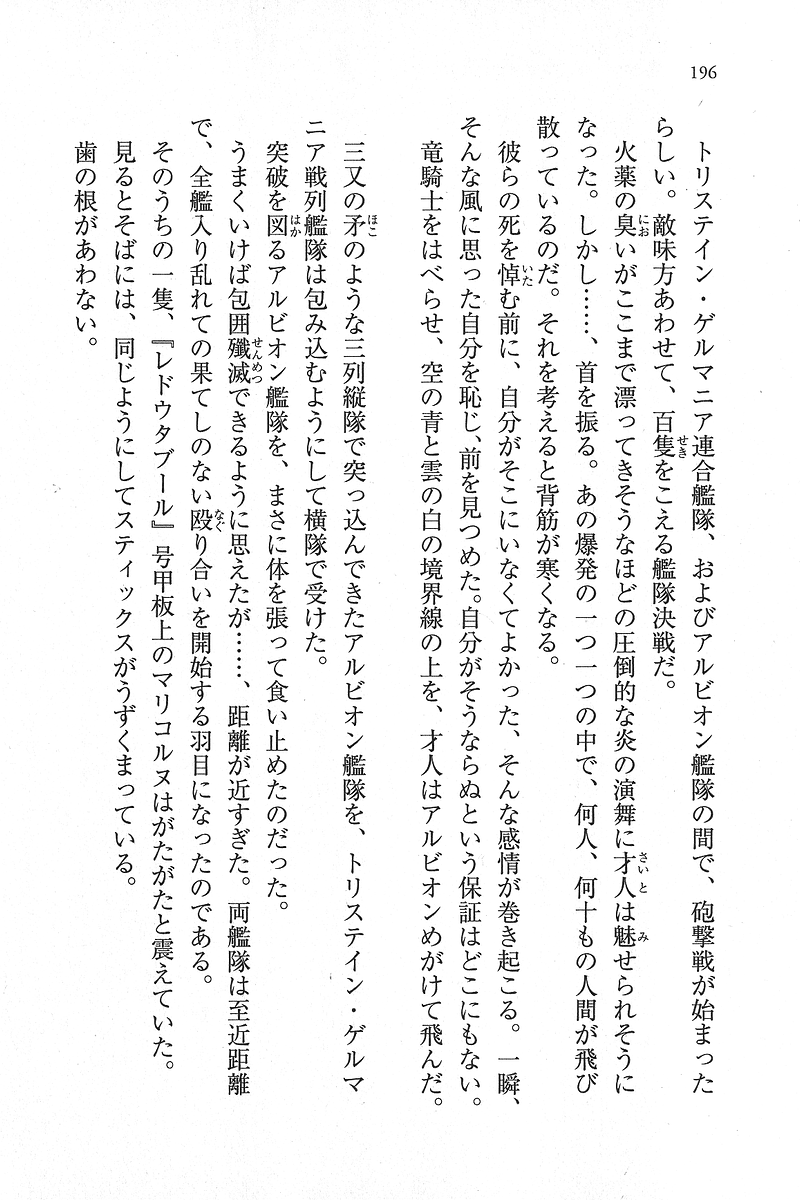 196
トリステイン・ゲルマニア連合艦隊、およびアルビオン艦隊の間で、砲撃戦が始まった
らしい。敵味方あわせて、百隻をこえる艦隊決戦だ。
火薬の臭いがここまで漂ってきそうなほどの圧倒的な炎の演舞に才人は魅せられそうに
なった。しかし……、首を振る。あの爆発の一つ一つの中で、何人、何十もの人間が飛び
散っているのだ。それを考えると背筋が寒くなる。
彼らの死を悼む前に、自分がそこにいなくてよかった、そんな感情が巻き起こる。一瞬、
そんな風に思った自分を恥じ、前を見つめた。自分がそうならぬという保証はどこにもない。
竜騎士をはべらせ、空の青と雲の白の境界線の上を、才人はアルビオンめがけて飛んだ。
三又の矛のような三列縦隊で突っ込んできたアルビオン艦隊を、トリステイン・ゲルマ
ニア戦列艦隊は包み込むようにして横隊で受けた。
突破を図るアルビオン艦隊を、まさに体を張って食い止めたのだった。
うまくいけば包囲殲滅できるように思えたが……、距離が近すぎた。両艦隊は至近距離
で、全艦入り乱れての果てしのない殴り合いを開始する羽目になったのである。
そのうちの一隻、『レドウタブール』号甲板上のマリコルヌはがたがたと震えていた。
見るとそばには、同じようにしてスティックスがうずくまっている。
歯の根があわない。